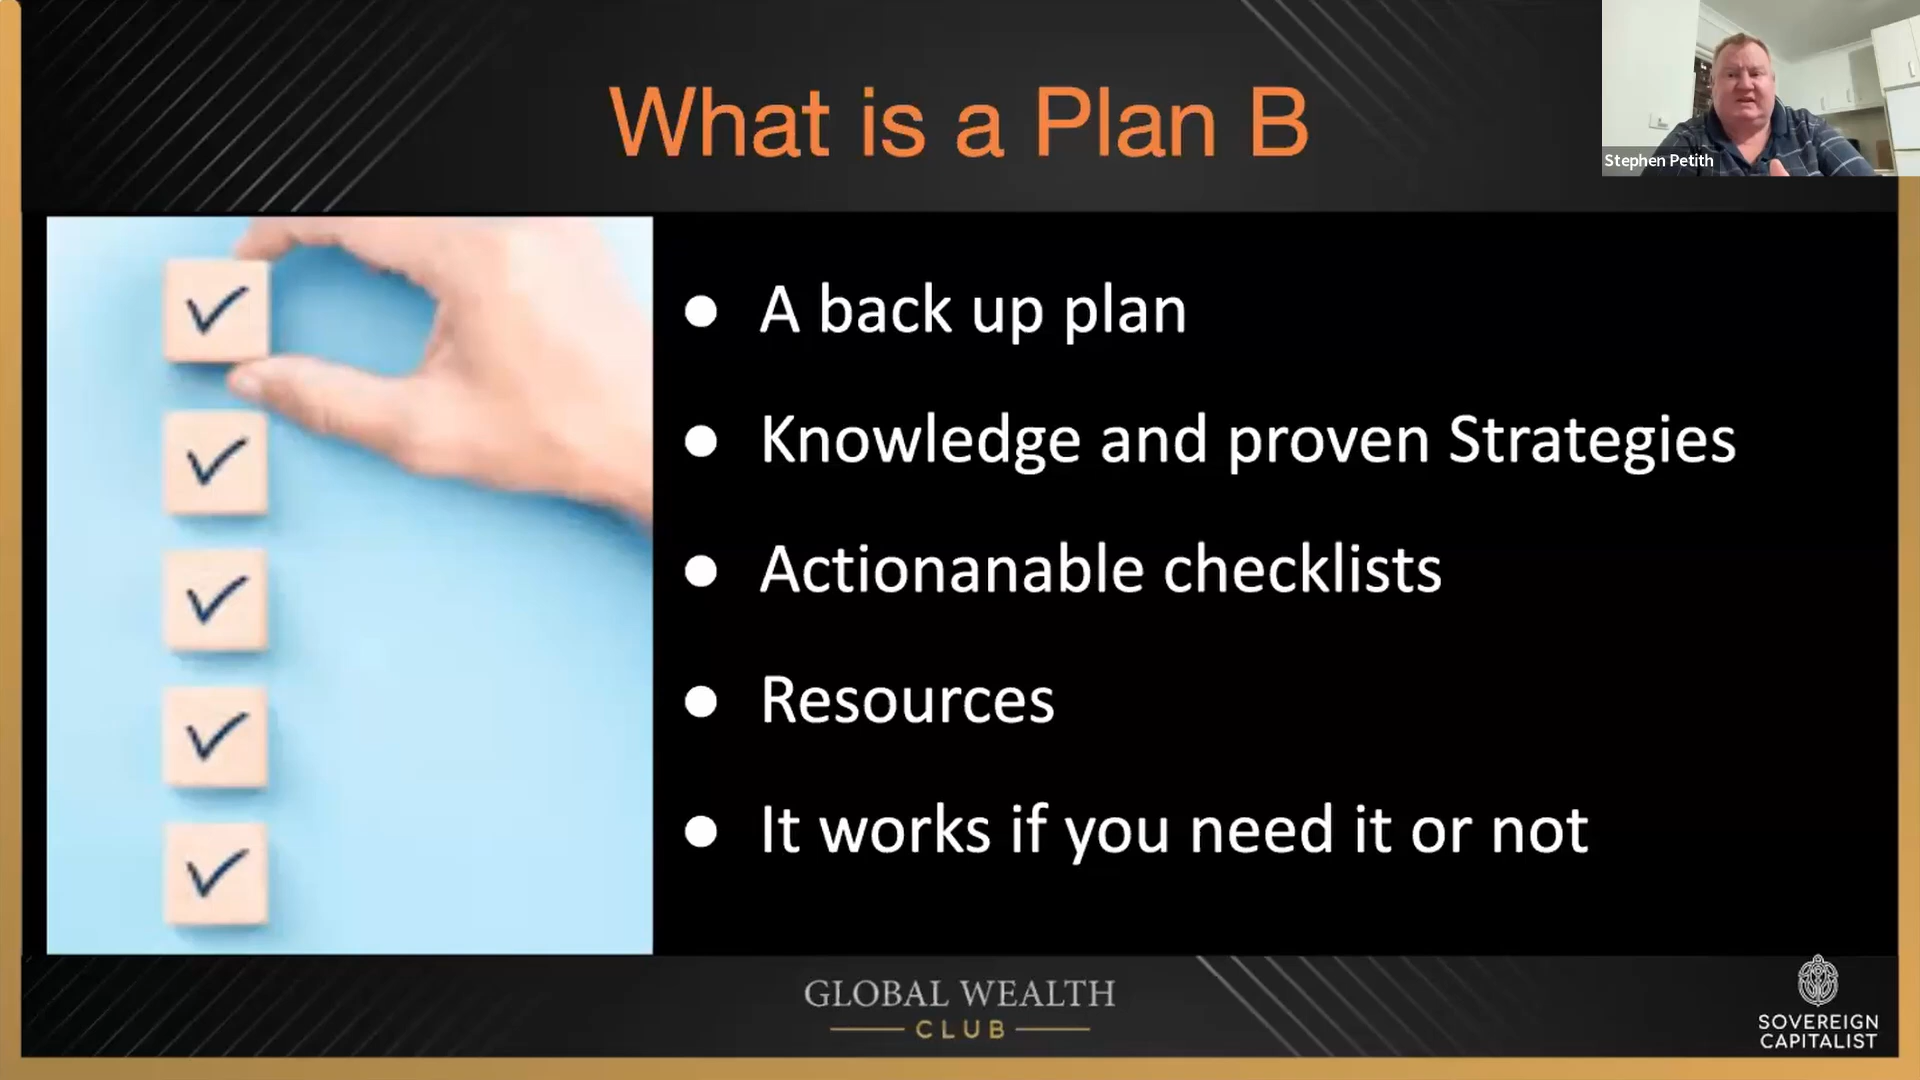 What is a Plan B
Stephen Petith
● A back up plan
● Knowledge and proven Strategies
● Actionanable checklists
● Resources
● It works if you need it or not
GLOBAL WEALTH
CLUB
SOVEREIGN
CAPITALIST